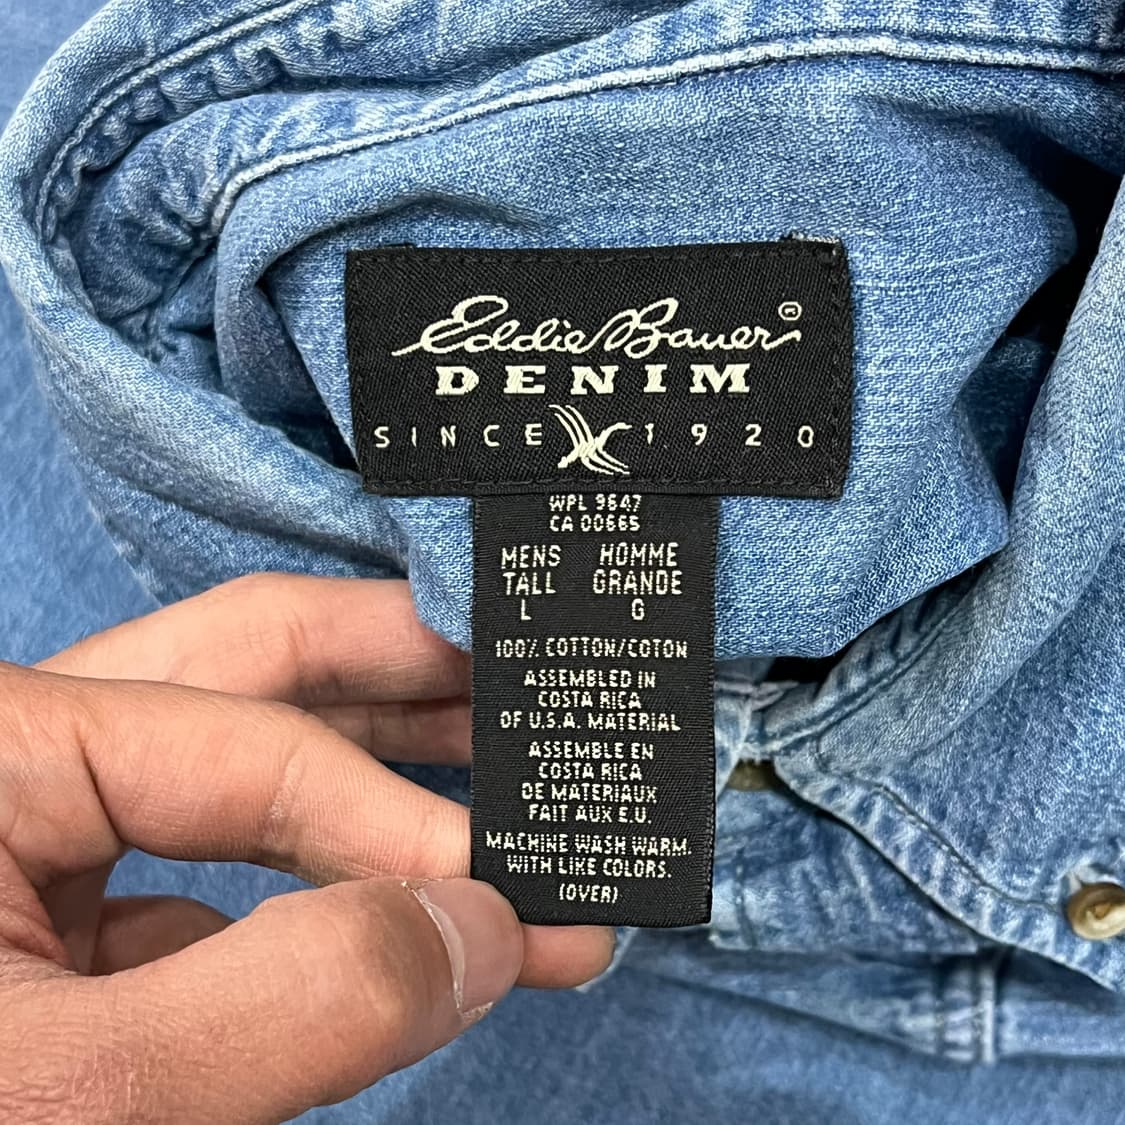 Eddie Bauer ®
DENIM
SINCE 1920
WPL 9647
CA 00665
MENS HOMME
TALL GRANDE
L G
100% COTTON/COTON
ASSEMBLED IN
COSTA RICA
OF U.S.A. MATERIAL
ASSEMBLE EN
COSTA RICA
DE MATERIAUX
FAIT AUX E.U.
MACHINE WASH WARM.
WITH LIKE COLORS.
(OVER)